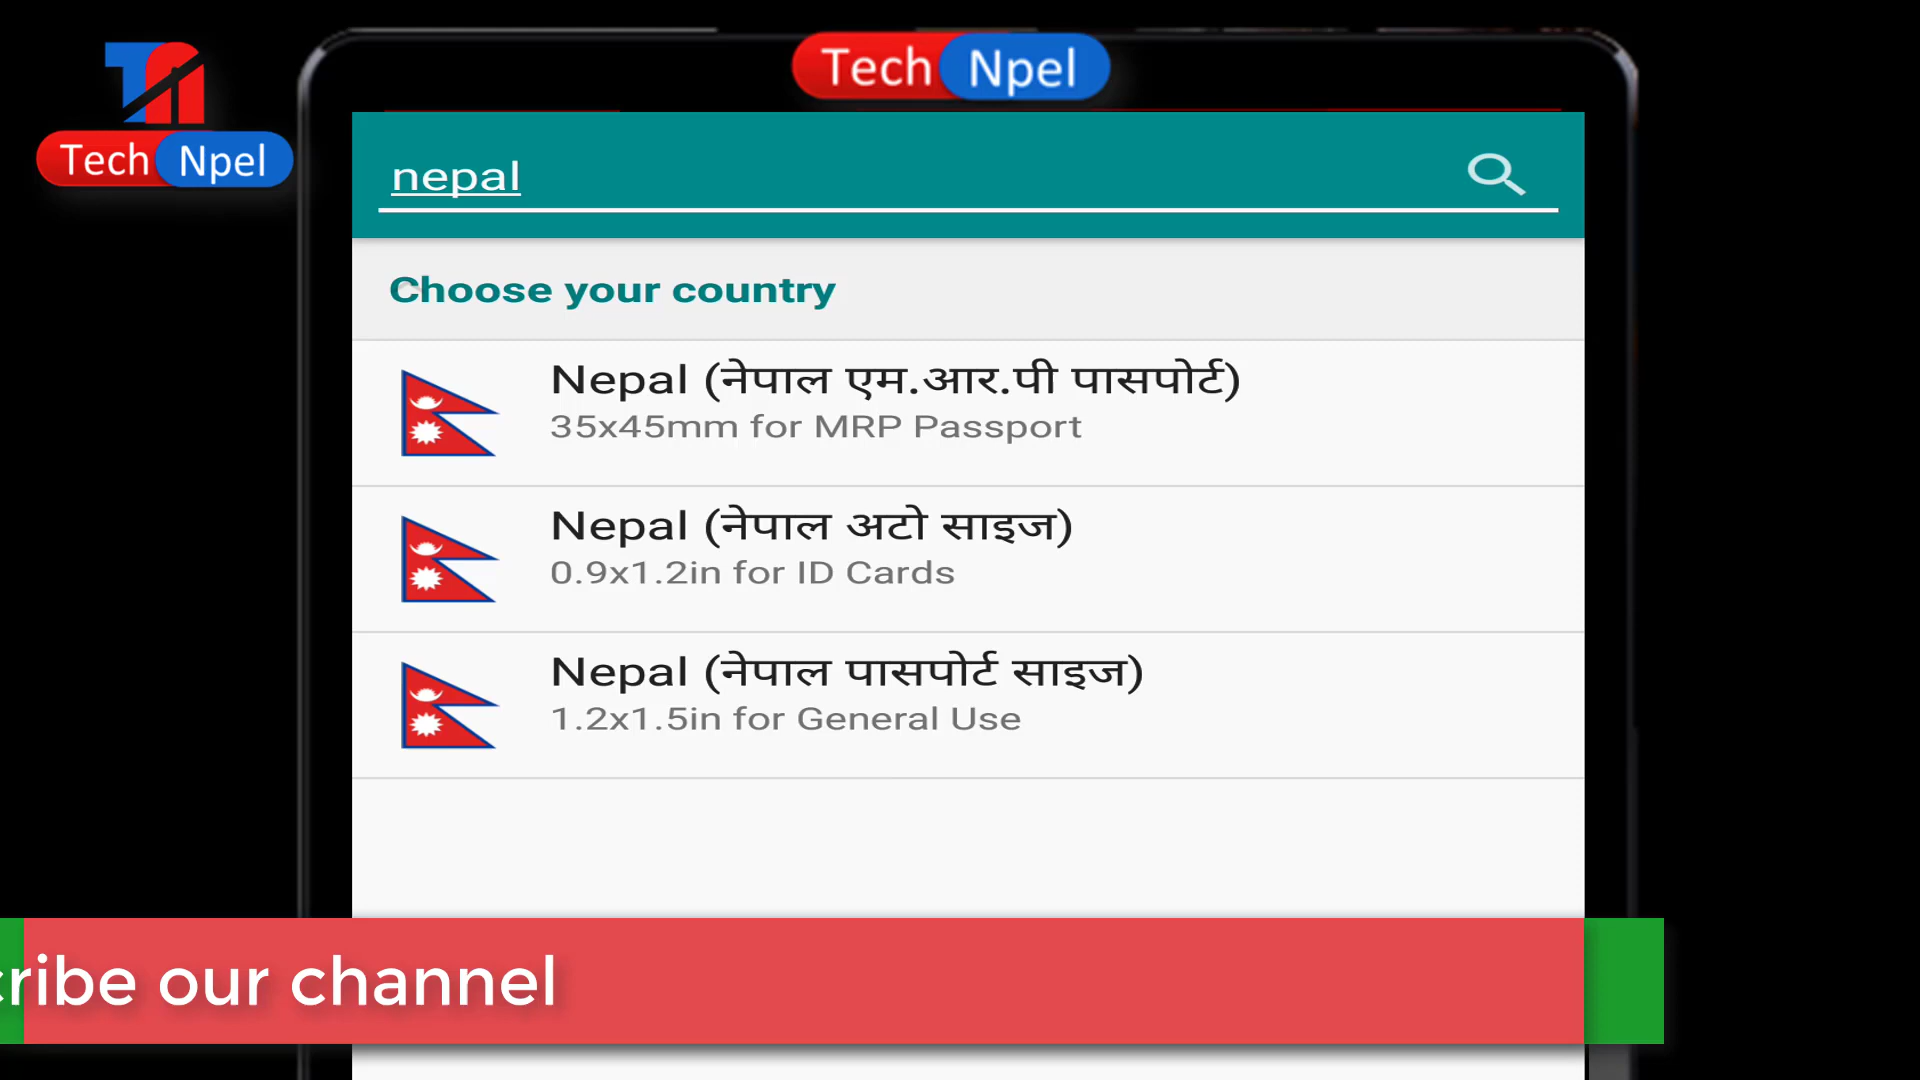 Tech Npel
Tech Npel
nepal
Choose your country
Nepal (नेपाल एम.आर.पी पासपोर्ट)
35x45mm for MRP Passport
Nepal (नेपाल अटो साइज)
0.9x1.2in for ID Cards
Nepal (नेपाल पासपोर्ट साइज)
1.2x1.5in for General Use
cribe our channel